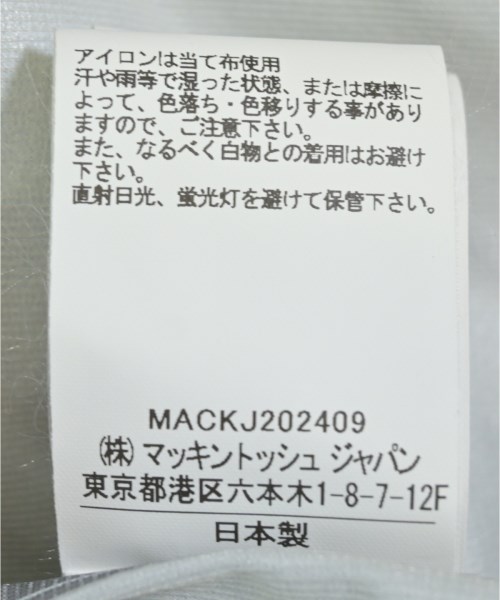 アイロンは当て布使用
汗や雨等で湿った状態、または摩擦に
よって、色落ち・色移りする事があり
ますので、ご注意下さい。
また、なるべく白物との着用はお避け
下さい。
直射日光、蛍光灯を避けて保管下さい。
MACKJ202409
(株)マッキントッシュ ジャパン
東京都港区六本木1-8-7-12F
日本製